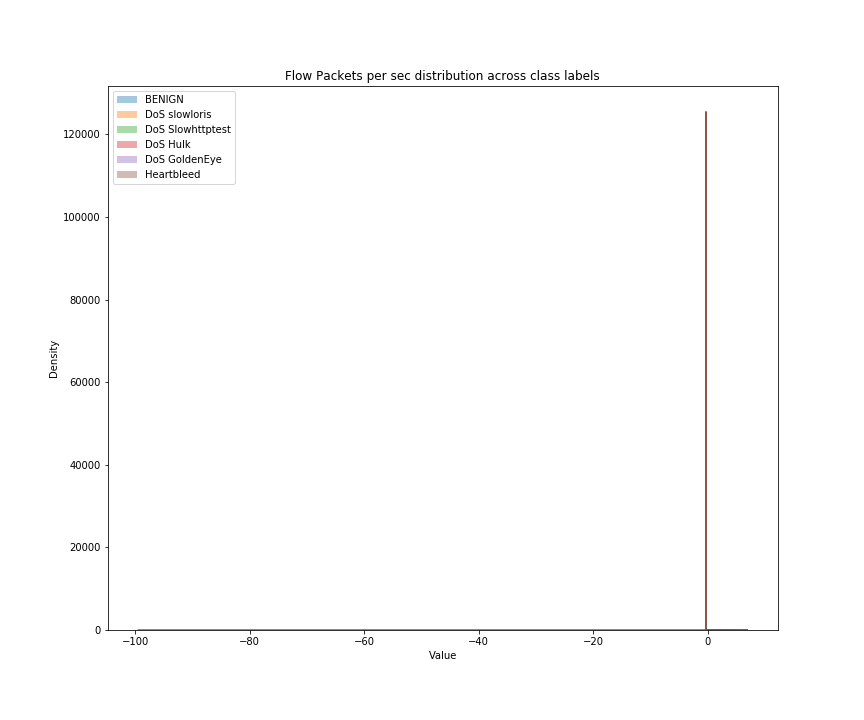 Flow Packets per sec distribution across class labels
BENIGN
DoS slowloris
DoS Slowhttptest
DoS Hulk
DoS GoldenEye
Heartbleed
120000
100000
80000
60000
40000
20000
0
Density
−100
−80
−60
−40
−20
0
Value